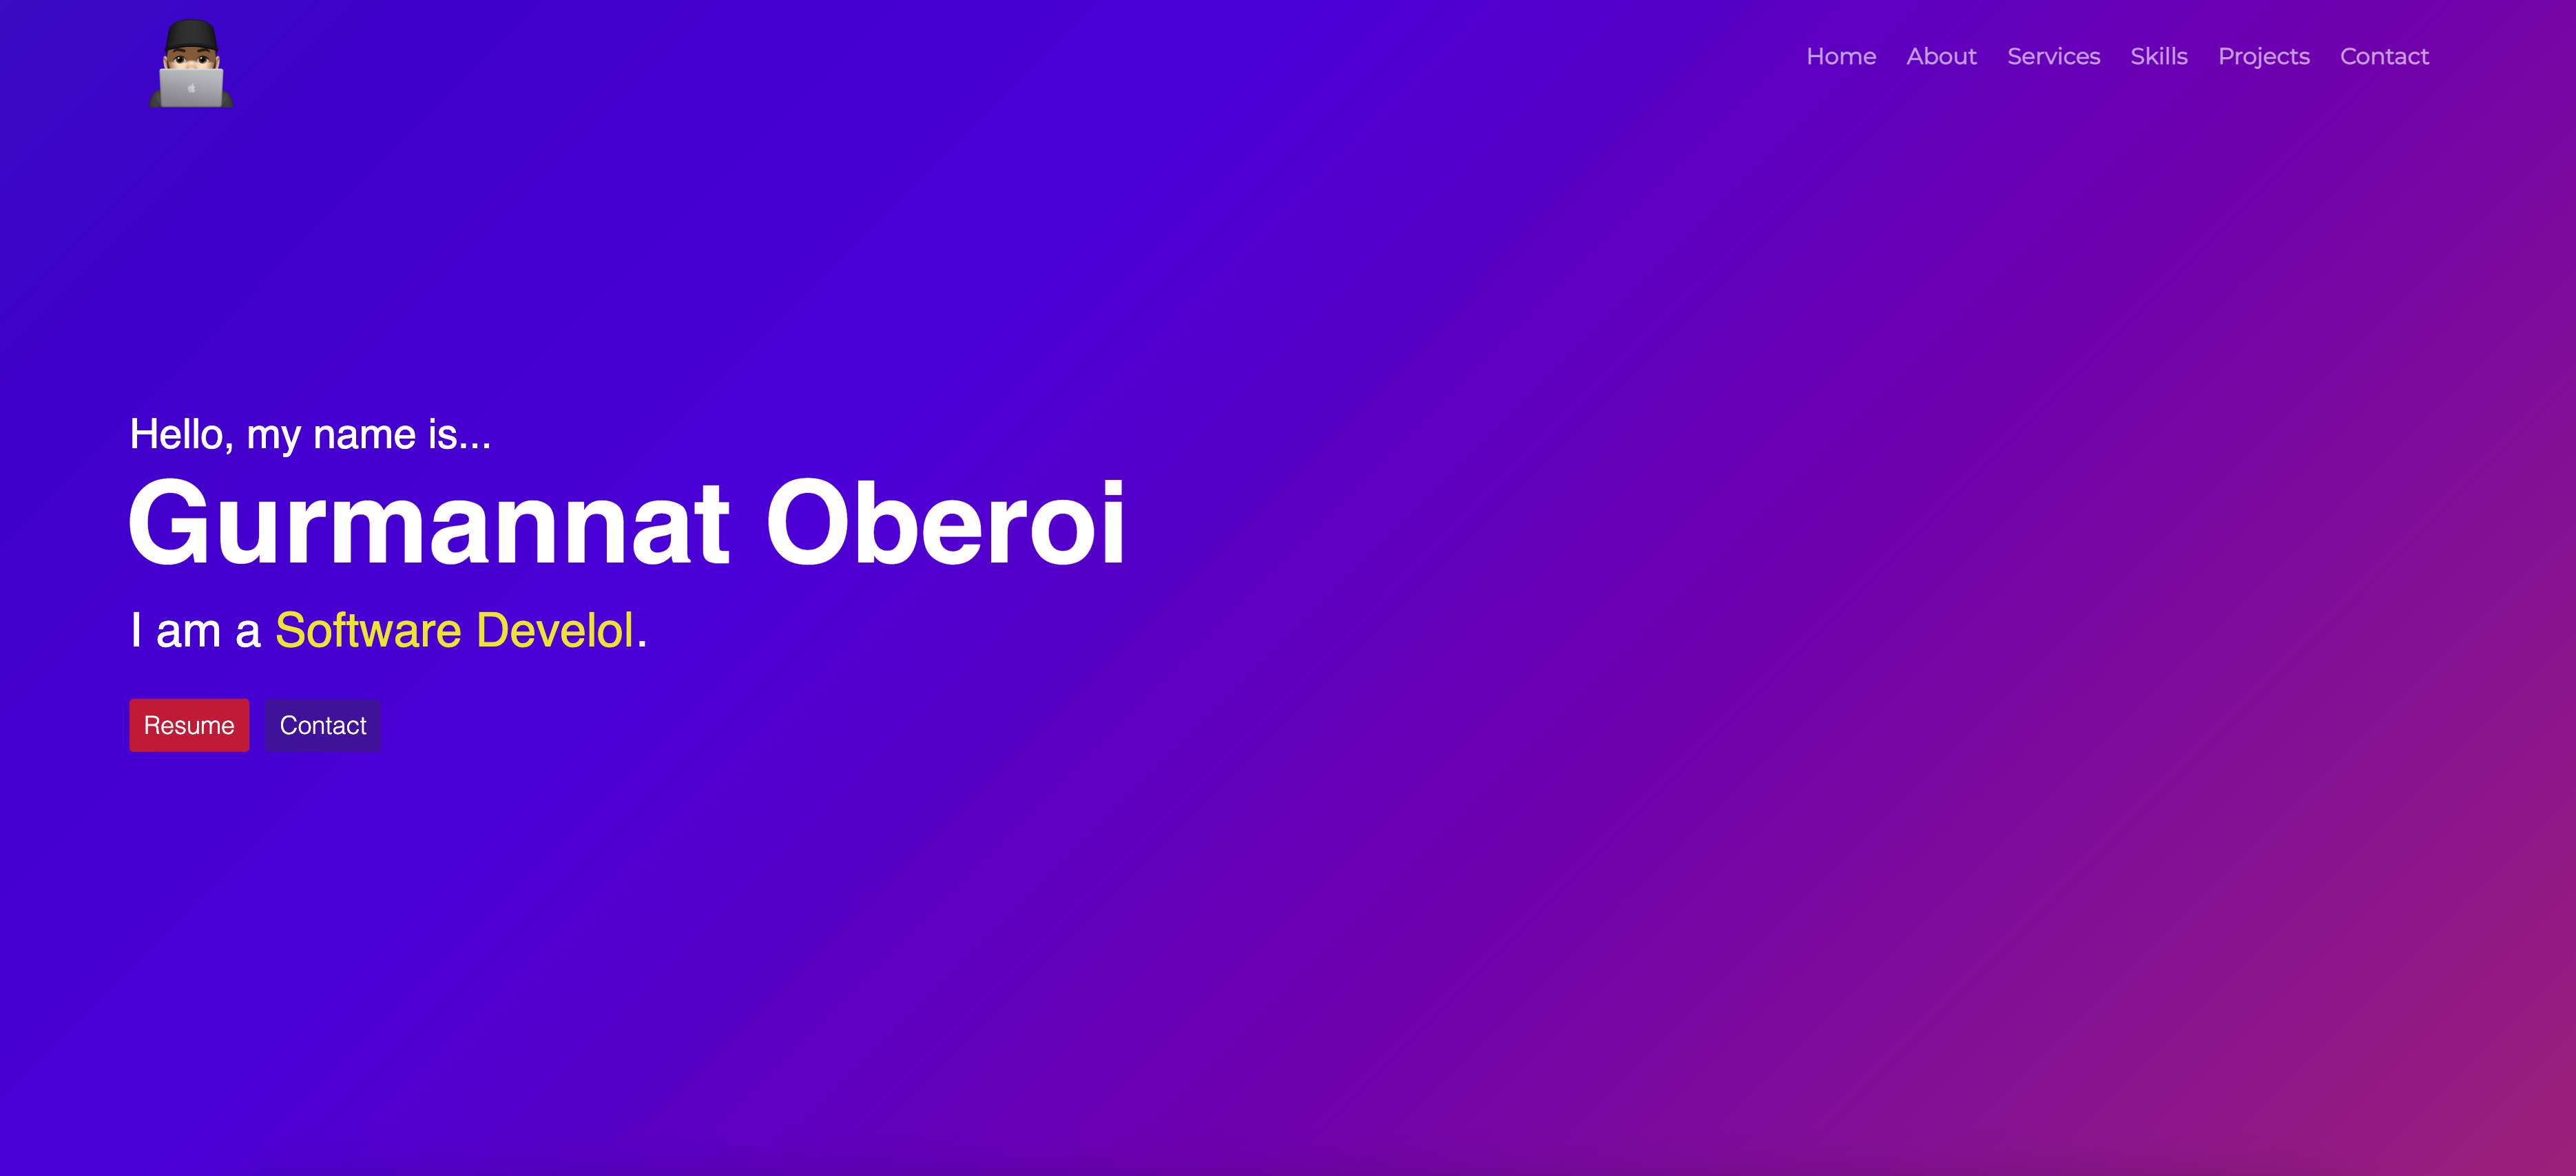 Home About Services Skills Projects Contact
Hello, my name is...
Gurmannat Oberoi
I am a Software Develol.
Resume Contact